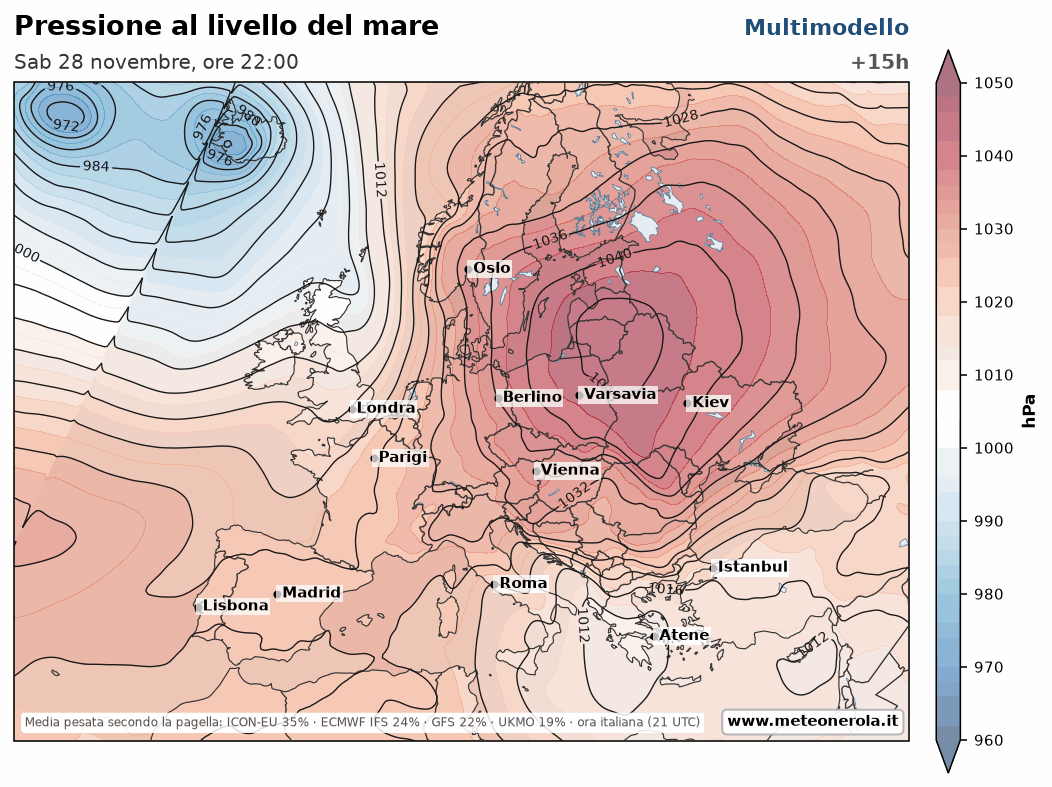 Pressione al livello del mare
Multimodello
Sab 28 novembre, ore 22:00
+15h
976
972
976
980
976
984
1012
1028
000
1036
1040
Oslo
Londra
Berlino
Varsavia
Kiev
Parigi
Vienna
1032
Istanbul
Roma
Madrid
1016
Lisbona
1012
Atene
1012
Media pesata secondo la pagella: ICON-EU 35% · ECMWF IFS 24% · GFS 22% · UKMO 19% · ora italiana (21 UTC)
www.meteonerola.it
1050
1040
1030
1020
1010
1000
990
980
970
960
hPa